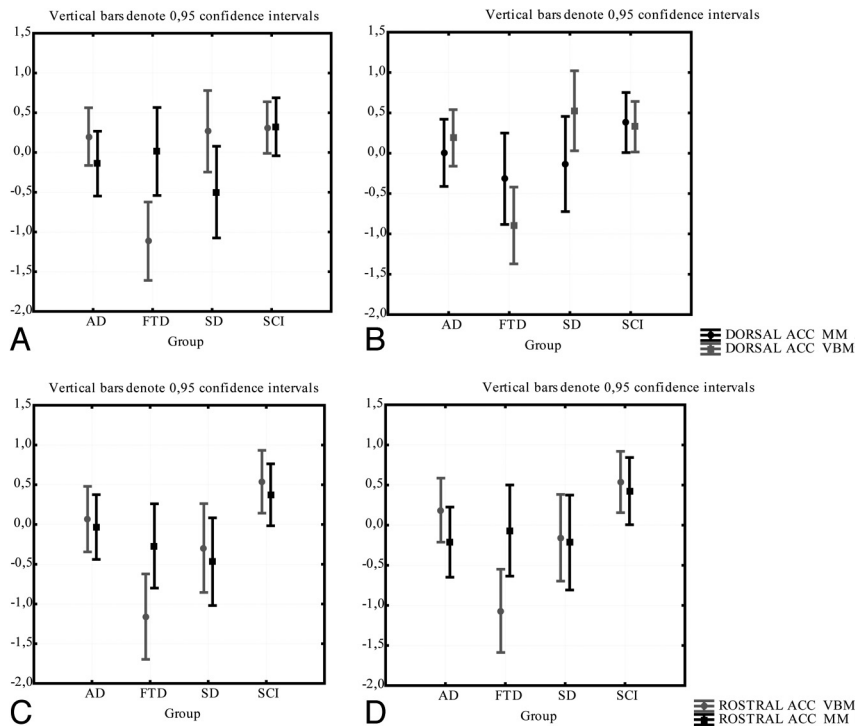 Vertical bars denote 0,95 confidence intervals
1,5
1,0
0,5
0,0
-0,5
-1,0
-1,5
-2,0
AD FTD SD SCI
Group
A
Vertical bars denote 0,95 confidence intervals
1,5
1,0
0,5
0,0
-0,5
-1,0
-1,5
-2,0
AD FTD SD SCI
Group
B
DORSAL ACC MM
DORSAL ACC VBM
Vertical bars denote 0,95 confidence intervals
1,5
1,0
0,5
0,0
-0,5
-1,0
-1,5
-2,0
AD FTD SD SCI
Group
C
Vertical bars denote 0,95 confidence intervals
1,5
1,0
0,5
0,0
-0,5
-1,0
-1,5
-2,0
AD FTD SD SCI
Group
D
ROSTRAL ACC VBM
ROSTRAL ACC MM